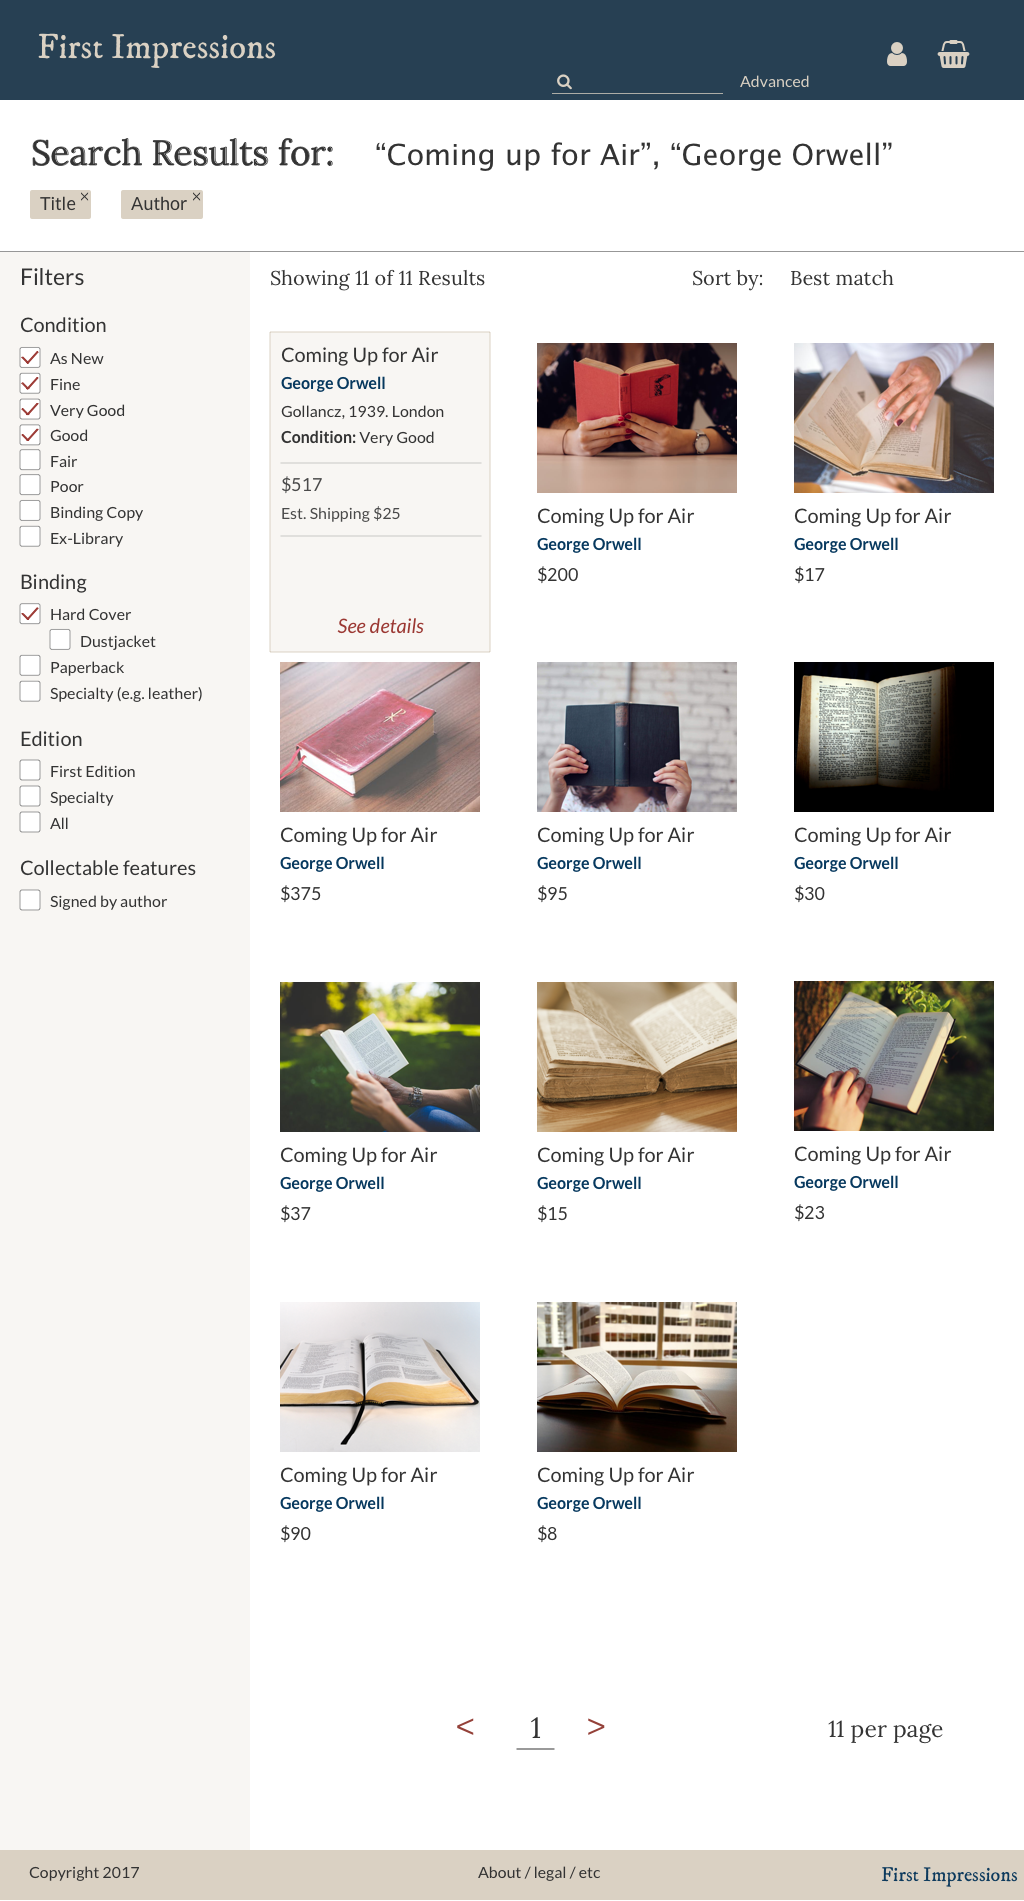 First Impressions
Advanced
Search Results for: “Coming up for Air”, “George Orwell”
Title × Author ×
Filters
Condition
As New
Fine
Very Good
Good
Fair
Poor
Binding Copy
Ex-Library
Binding
Hard Cover
Dustjacket
Paperback
Specialty (e.g. leather)
Edition
First Edition
Specialty
All
Collectable features
Signed by author
Showing 11 of 11 Results
Sort by: Best match
Coming Up for Air
George Orwell
Gollancz, 1939. London
Condition: Very Good
$517
Est. Shipping $25
See details
Coming Up for Air
George Orwell
$200
Coming Up for Air
George Orwell
$17
Coming Up for Air
George Orwell
$375
Coming Up for Air
George Orwell
$95
Coming Up for Air
George Orwell
$30
Coming Up for Air
George Orwell
$37
Coming Up for Air
George Orwell
$15
Coming Up for Air
George Orwell
$23
Coming Up for Air
George Orwell
$90
Coming Up for Air
George Orwell
$8
< 1 >
11 per page
Copyright 2017
About / legal / etc
First Impressions